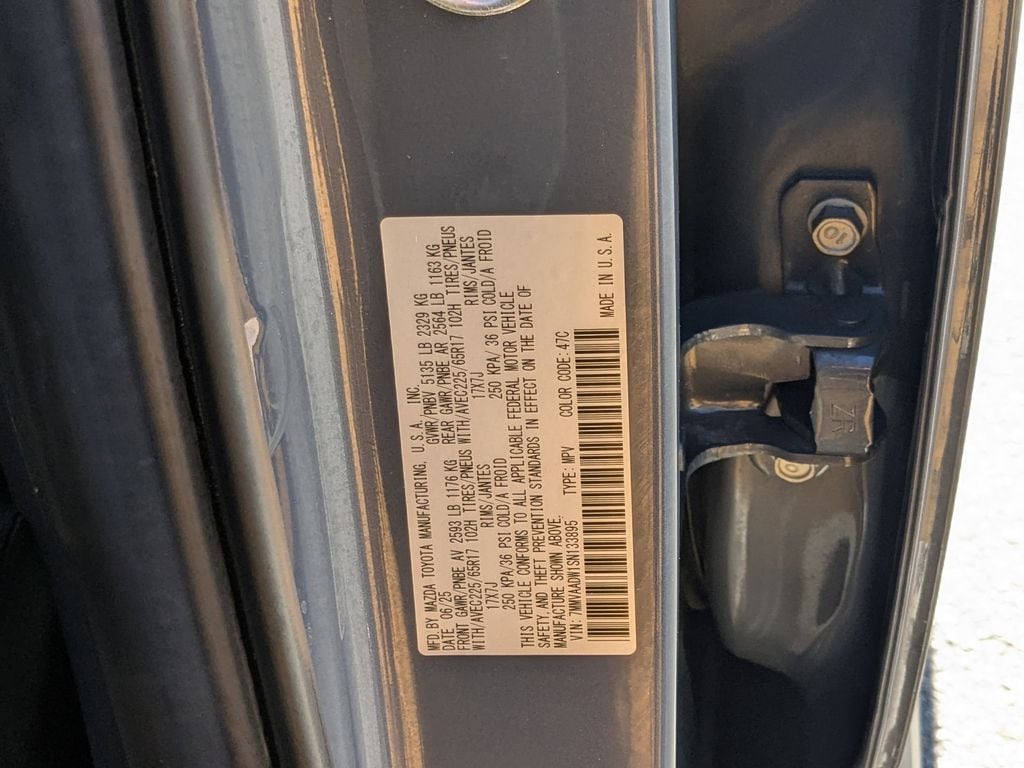 MFD. BY MAZDA TOYOTA MANUFACTURING, U.S.A., INC.
DATE 06/25 GVWR/PNBV 5135 LB 2329 KG
FRONT GAWR/PNBE AV 2593 LB 1176 KG REAR GAWR/PNBE AR 2564 LB 1163 KG
WITH/AVEC225/65R17 102H TIRES/PNEUS WITH/AVEC225/65R17 102H TIRES/PNEUS
17X7J RIMS/JANTES 17X7J RIMS/JANTES
250 KPA/36 PSI COLD/A FROID 250 KPA/ 36 PSI COLD/A FROID
THIS VEHICLE CONFORMS TO ALL APPLICABLE FEDERAL MOTOR VEHICLE
SAFETY AND THEFT PREVENTION STANDARDS IN EFFECT ON THE DATE OF
MANUFACTURE SHOWN ABOVE.
VIN: 7MMVAADW1SN133895 TYPE: MPV COLOR CODE: 47C
MADE IN U.S.A.